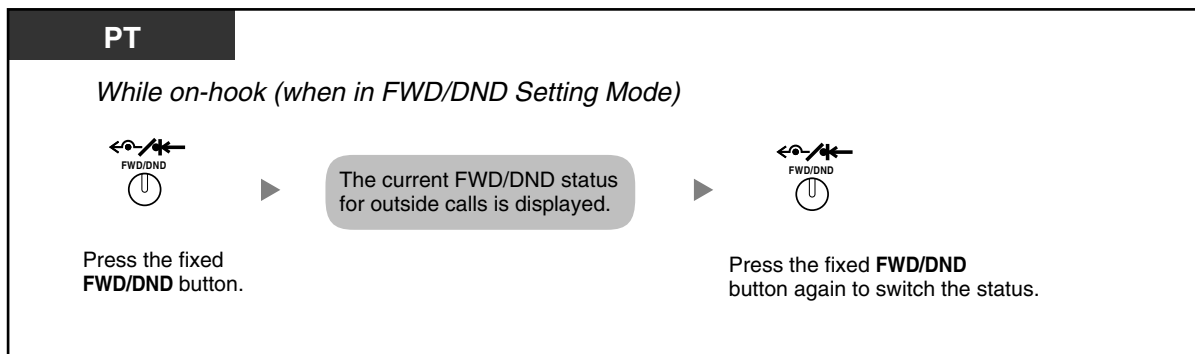 PT
While on-hook (when in FWD/DND Setting Mode)
FWD/DND
The current FWD/DND status
for outside calls is displayed.
FWD/DND
Press the fixed
FWD/DND button.
Press the fixed FWD/DND
button again to switch the status.